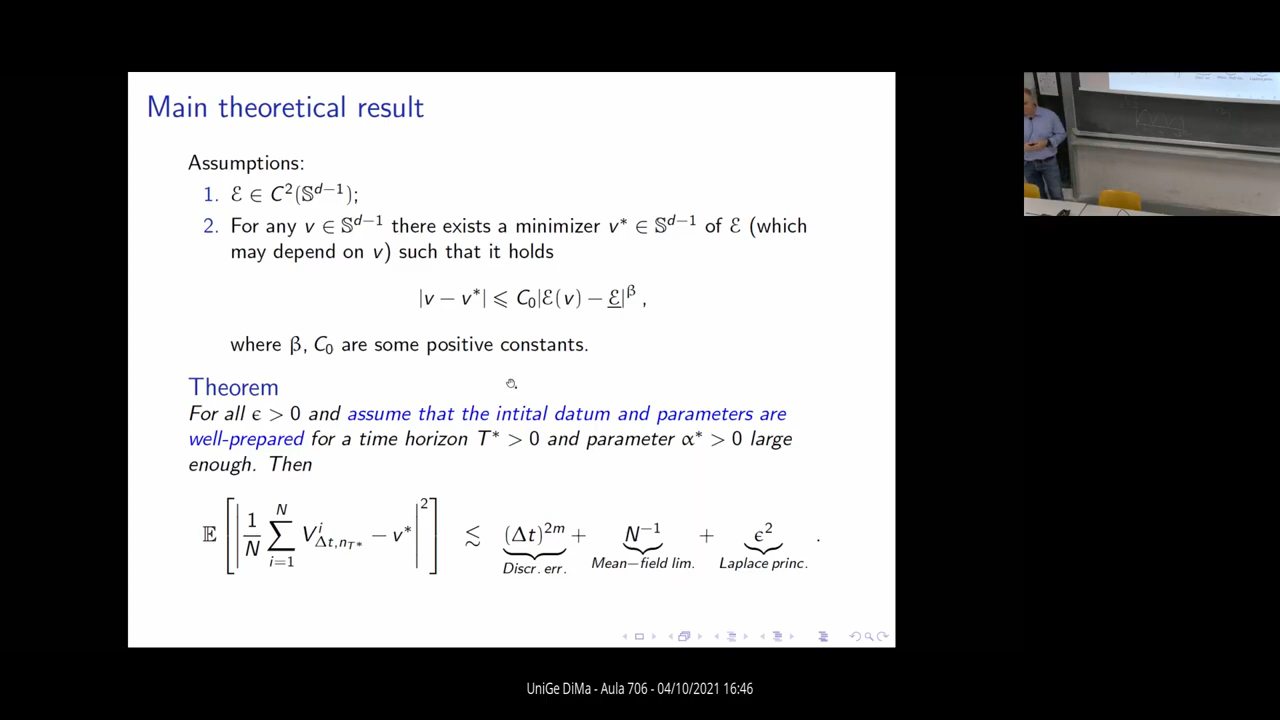 Main theoretical result
Assumptions:
1. ℰ ∈ C²(𝕊ᵈ⁻¹);
2. For any v ∈ 𝕊ᵈ⁻¹ there exists a minimizer v* ∈ 𝕊ᵈ⁻¹ of ℰ (which
may depend on v) such that it holds
|v − v*| ⩽ C₀|ℰ(v) − ℰ̲|^β ,
where β, C₀ are some positive constants.
Theorem
For all ϵ > 0 and assume that the intital datum and parameters are
well-prepared for a time horizon T* > 0 and parameter α* > 0 large
enough. Then
𝔼 [ | 1/N ∑_{i=1}^{N} V^i_{Δt,n_{T*}} − v* |² ] ≲ (Δt)^{2m} + N⁻¹ + ϵ² .
Discr. err. Mean−field lim. Laplace princ.
UniGe DiMa - Aula 706 - 04/10/2021 16:46